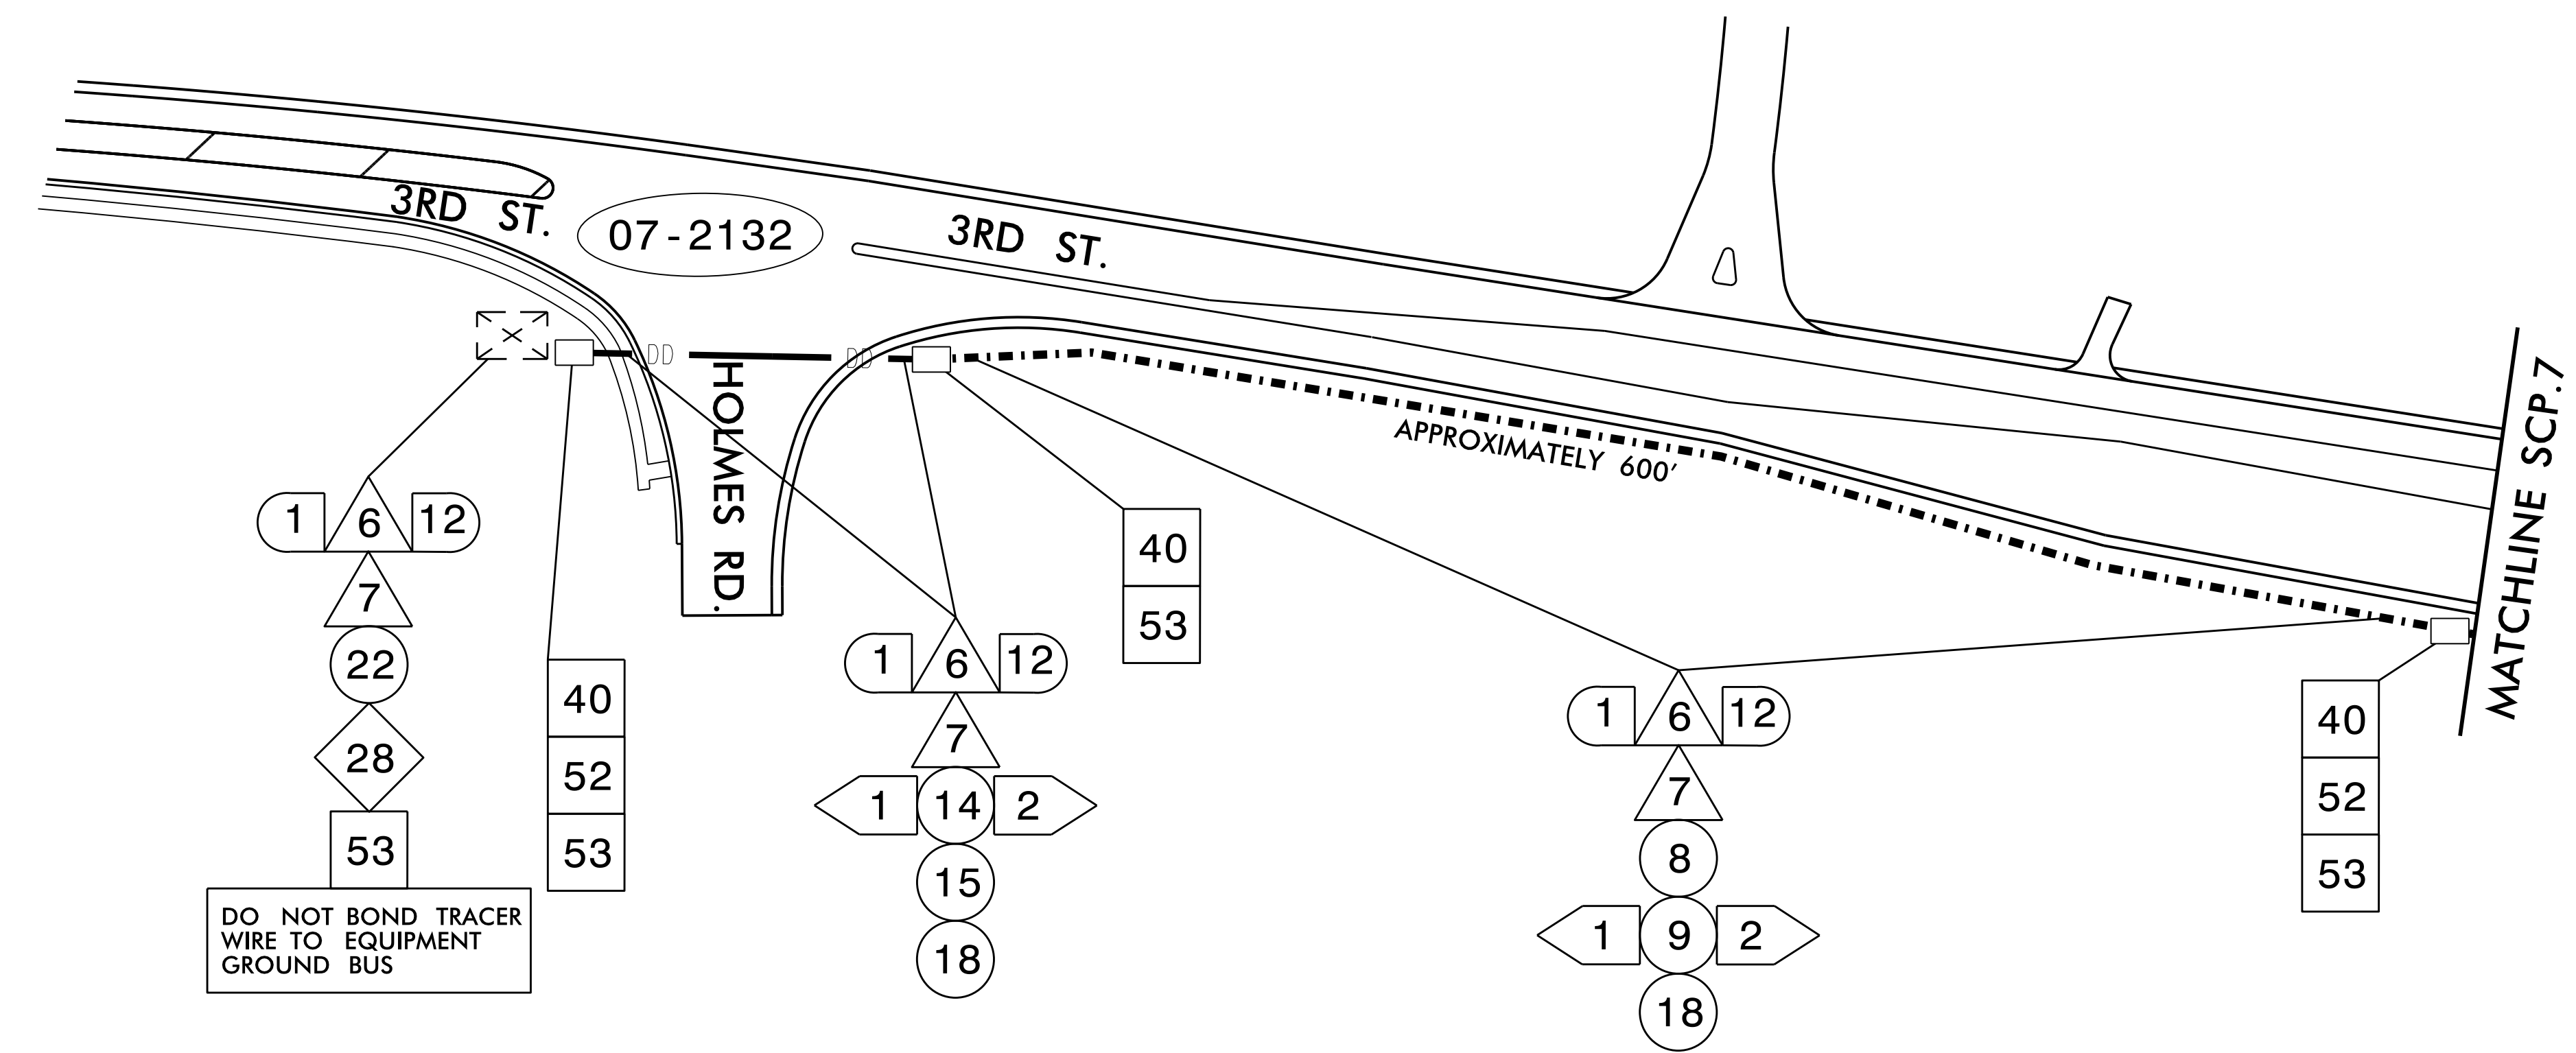 3RD ST.
07-2132
3RD ST.
DD
DD
HOLMES RD.
APPROXIMATELY 600'
MATCHLINE SCP.7
1 6 12
7
22
28
53
DO NOT BOND TRACER
WIRE TO EQUIPMENT
GROUND BUS
40
52
53
1 6 12
7
1 14 2
15
18
40
53
1 6 12
7
8
1 9 2
18
40
52
53